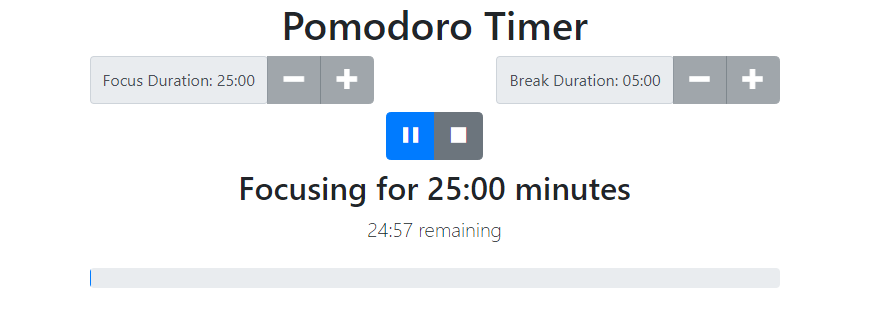 Pomodoro Timer
Focus Duration: 25:00
Break Duration: 05:00
Focusing for 25:00 minutes
24:57 remaining